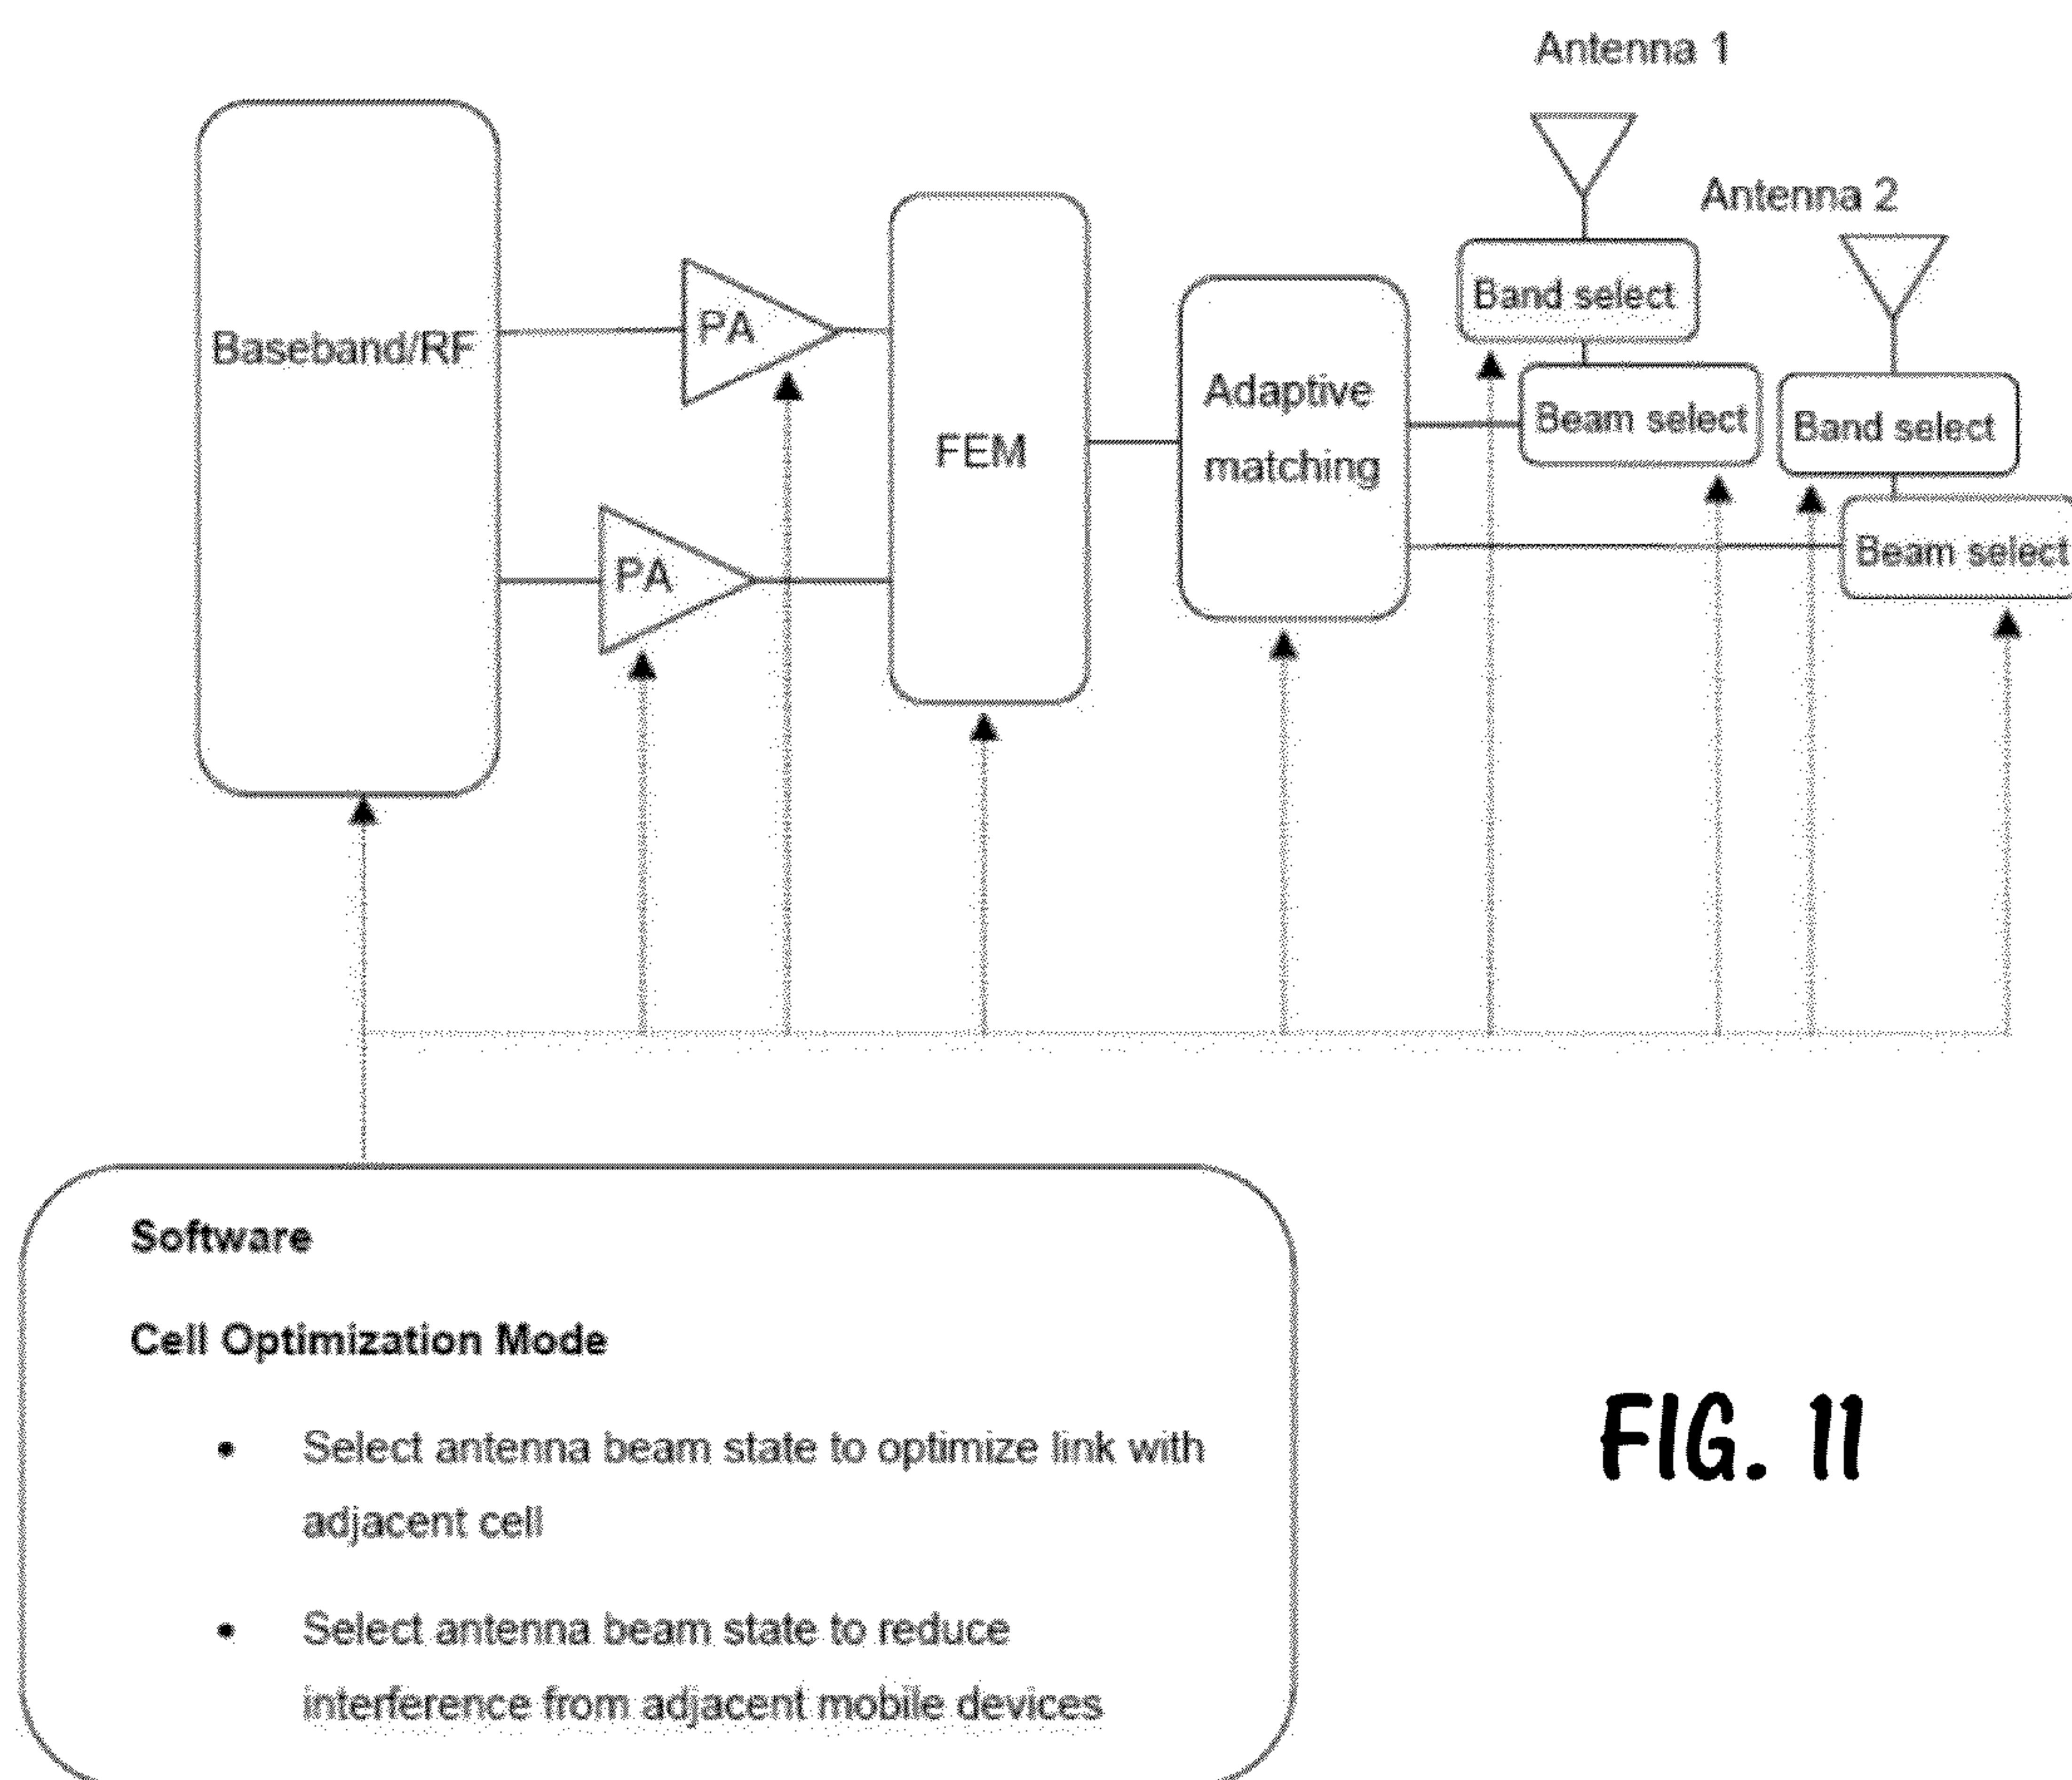 Antenna 1
Antenna 2
Baseband/RF
PA
PA
FEM
Adaptive
matching
Band select
Beam select
Band select
Beam select
Software
Cell Optimization Mode
• Select antenna beam state to optimize link with
adjacent cell
• Select antenna beam state to reduce
interference from adjacent mobile devices
FIG. 11